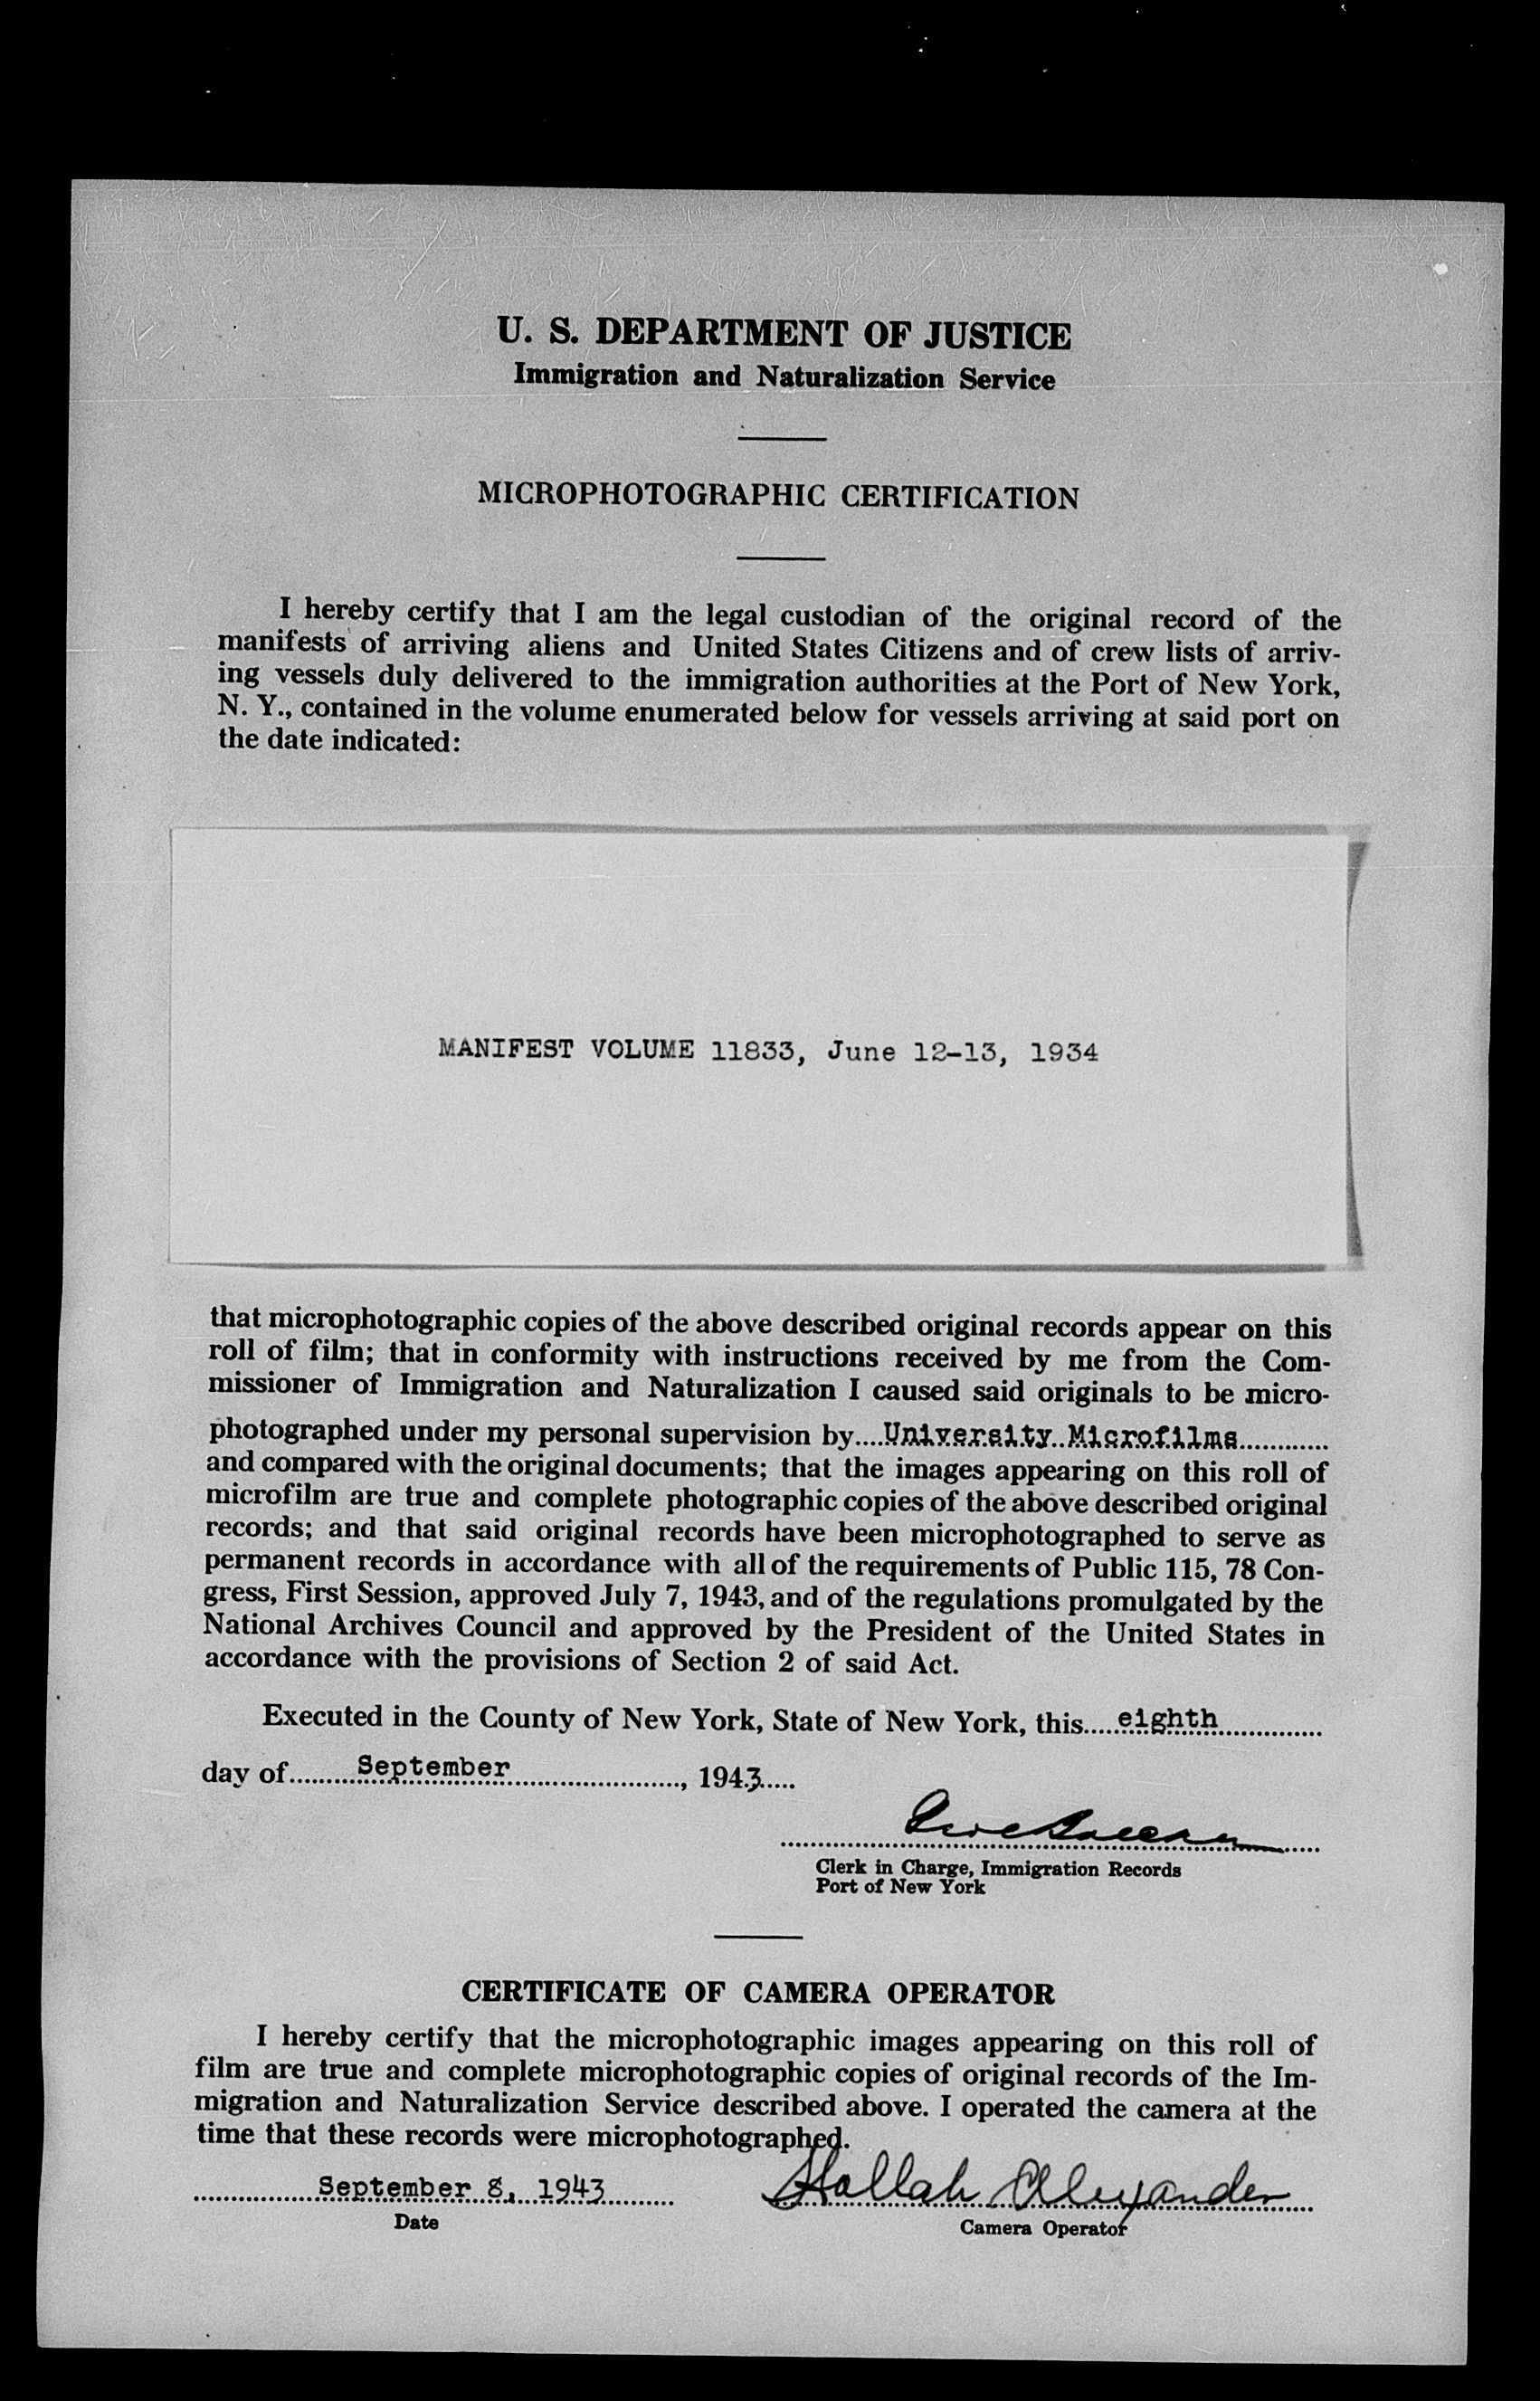 U. S. DEPARTMENT OF JUSTICE
Immigration and Naturalization Service
MICROPHOTOGRAPHIC CERTIFICATION
I hereby certify that I am the legal custodian of the original record of the
manifests of arriving aliens and United States Citizens and of crew lists of arriv-
ing vessels duly delivered to the immigration authorities at the Port of New York,
N. Y., contained in the volume enumerated below for vessels arriving at said port on
the date indicated:
MANIFEST VOLUME 11833, June 12-13, 1934
that microphotographic copies of the above described original records appear on this
roll of film; that in conformity with instructions received by me from the Com-
missioner of Immigration and Naturalization I caused said originals to be micro-
photographed under my personal supervision by....University Microfilms............
and compared with the original documents; that the images appearing on this roll of
microfilm are true and complete photographic copies of the above described original
records; and that said original records have been microphotographed to serve as
permanent records in accordance with all of the requirements of Public 115, 78 Con-
gress, First Session, approved July 7, 1943, and of the regulations promulgated by the
National Archives Council and approved by the President of the United States in
accordance with the provisions of Section 2 of said Act.
Executed in the County of New York, State of New York, this.....eighth...............
day of..........September........................., 1943.....
Clerk in Charge, Immigration Records
Port of New York
CERTIFICATE OF CAMERA OPERATOR
I hereby certify that the microphotographic images appearing on this roll of
film are true and complete microphotographic copies of original records of the Im-
migration and Naturalization Service described above. I operated the camera at the
time that these records were microphotographed.
September 8, 1943 Hallah Alexander
Date Camera Operator